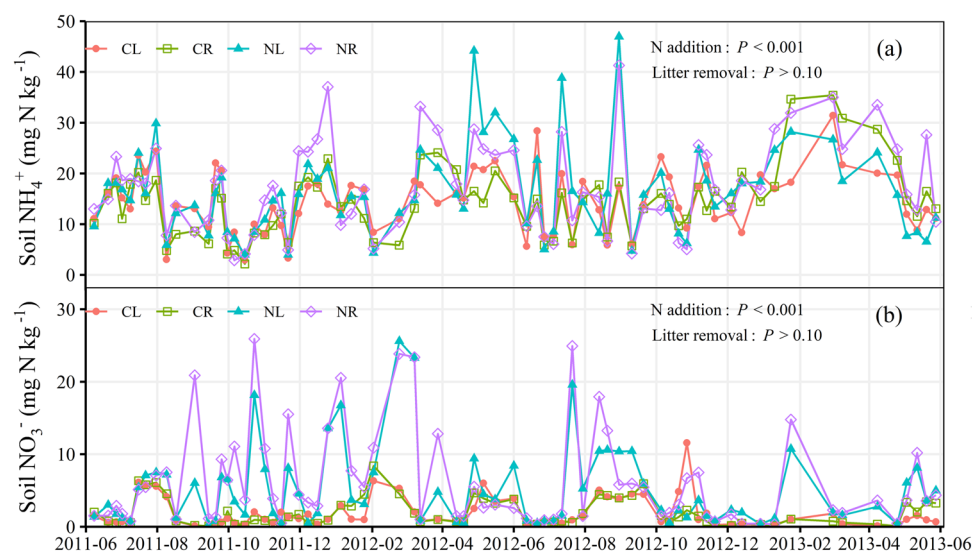 50
40
30
20
10
0
Soil NH₄⁺ (mg N kg⁻¹)
CL CR NL NR
N addition : P < 0.001
(a)
Litter removal : P > 0.10
30
20
10
0
Soil NO₃⁻ (mg N kg⁻¹)
CL CR NL NR
N addition : P < 0.001
(b)
Litter removal : P > 0.10
2011-06 2011-08 2011-10 2011-12 2012-02 2012-04 2012-06 2012-08 2012-10 2012-12 2013-02 2013-04 2013-06